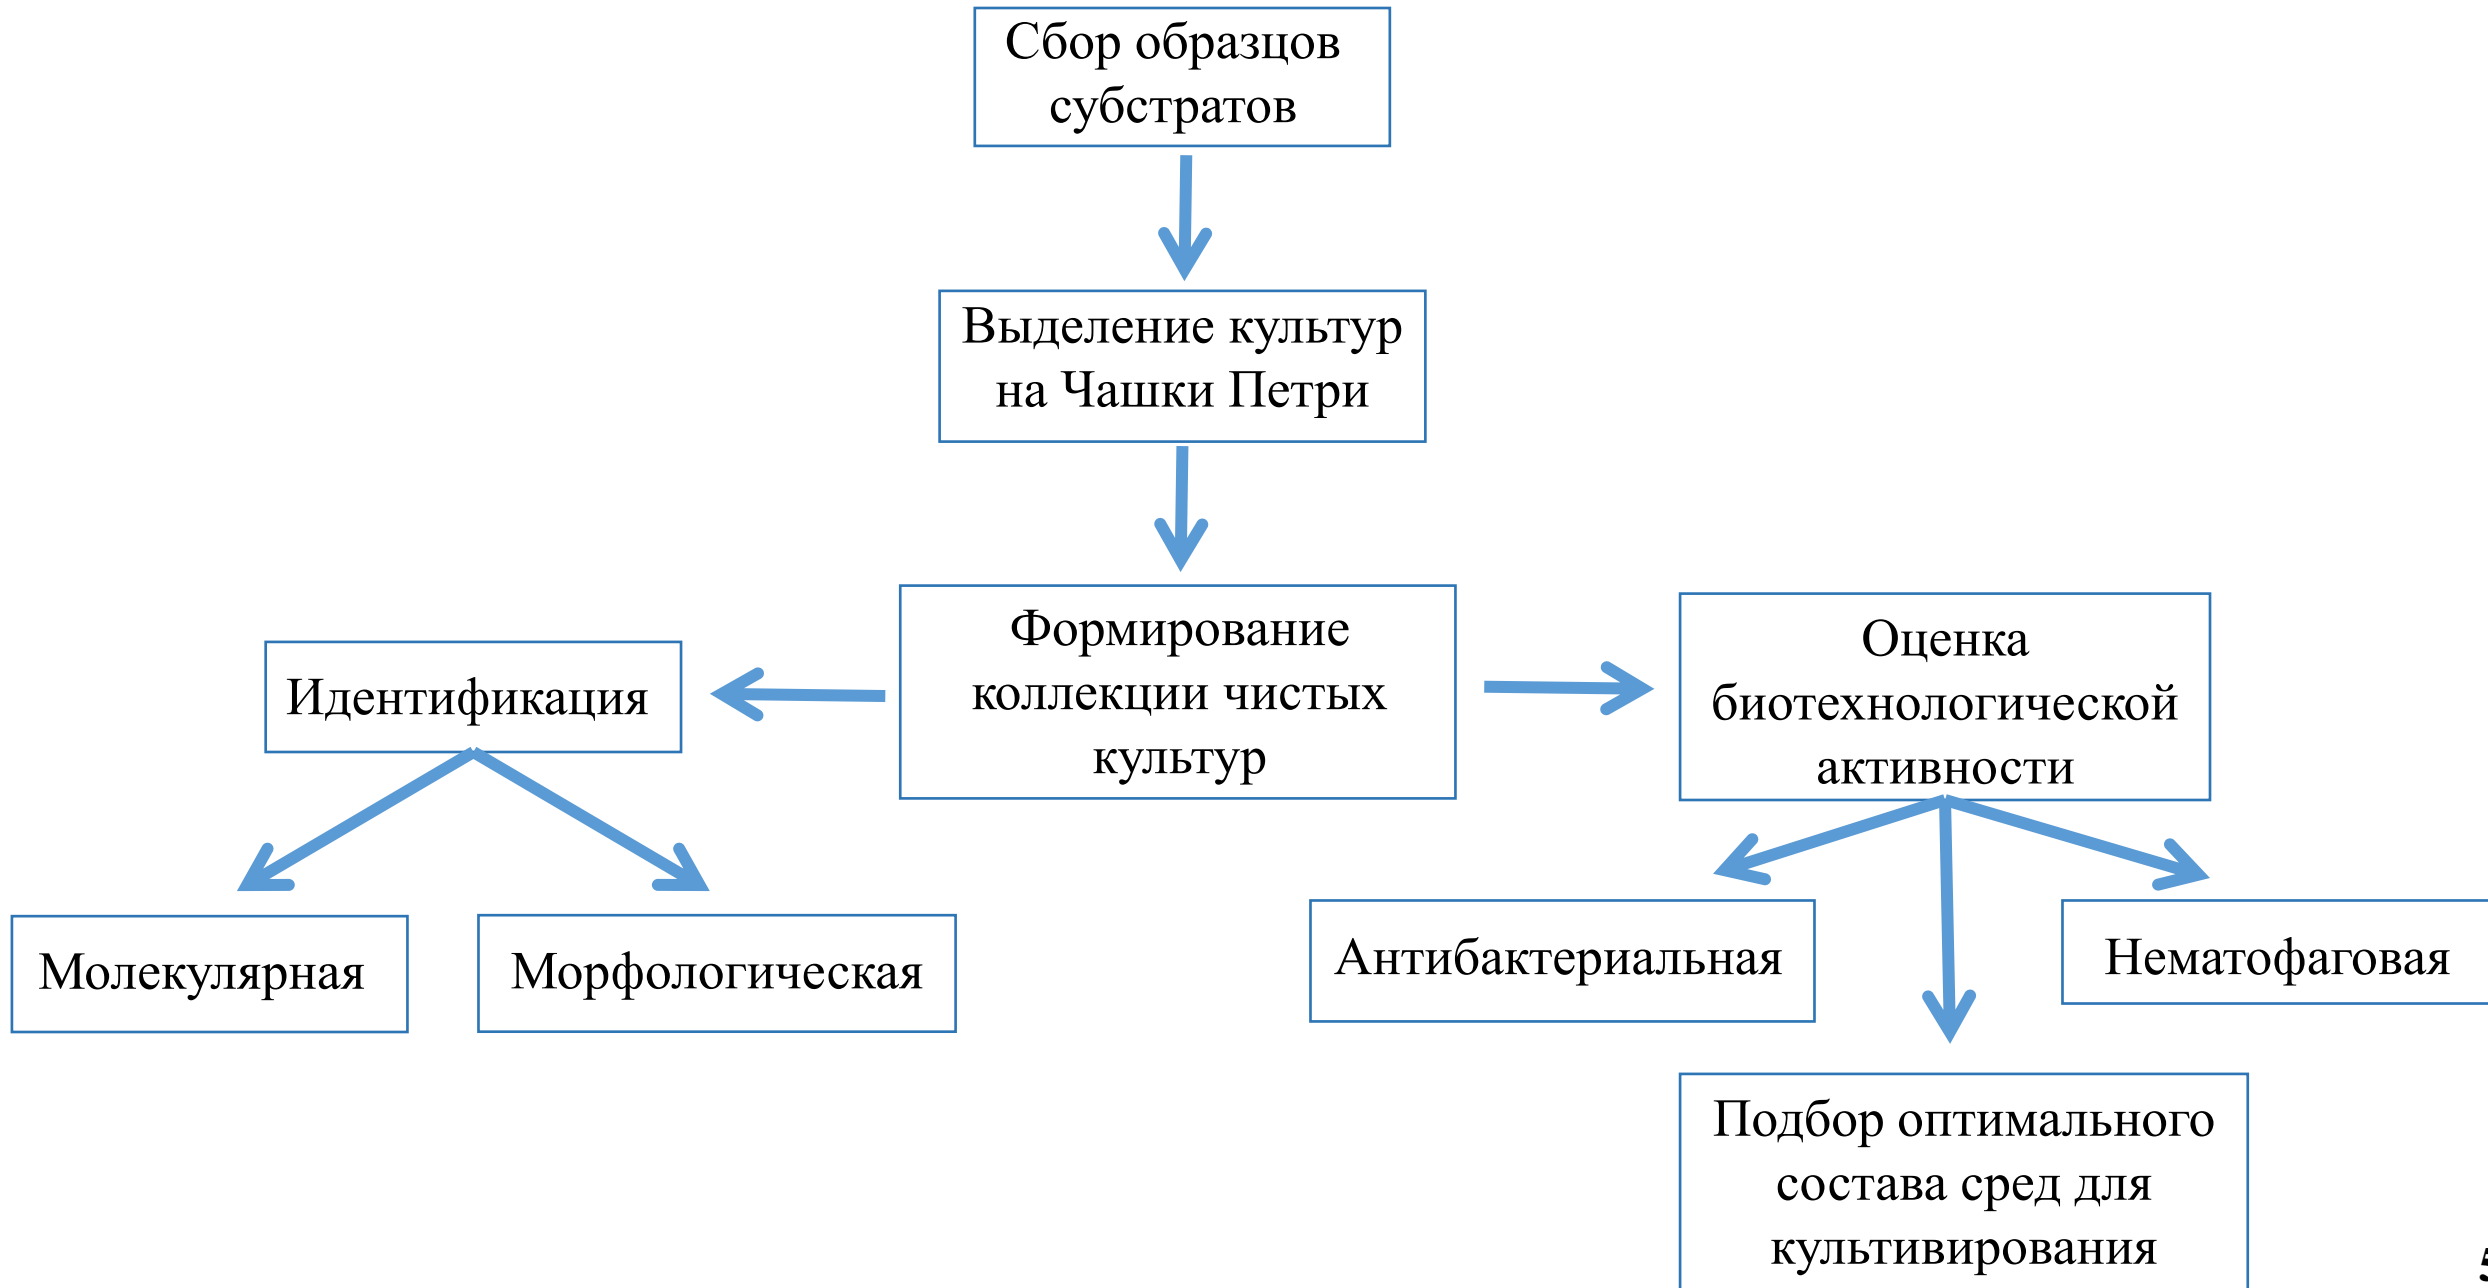 Сбор образцов
субстратов
Выделение культур
на Чашки Петри
Формирование
коллекции чистых
культур
Идентификация
Оценка
биотехнологической
активности
Молекулярная
Морфологическая
Антибактериальная
Нематофаговая
Подбор оптимального
состава сред для
культивирования